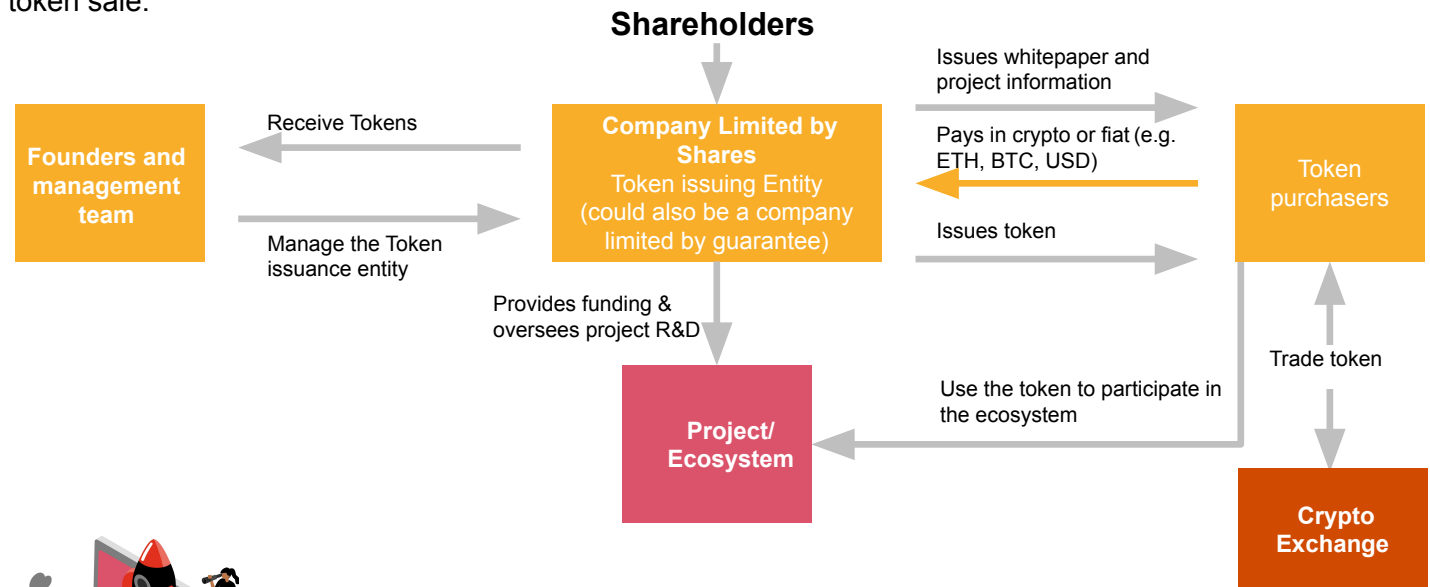 token sale.
Shareholders
Issues whitepaper and
project information
Receive Tokens
Founders and
management
team
Manage the Token
issuance entity
Company Limited by
Shares
Token issuing Entity
(could also be a company
limited by guarantee)
Pays in crypto or fiat (e.g.
ETH, BTC, USD)
Issues token
Token
purchasers
Provides funding &
oversees project R&D
Trade token
Use the token to participate in
the ecosystem
Project/
Ecosystem
Crypto
Exchange